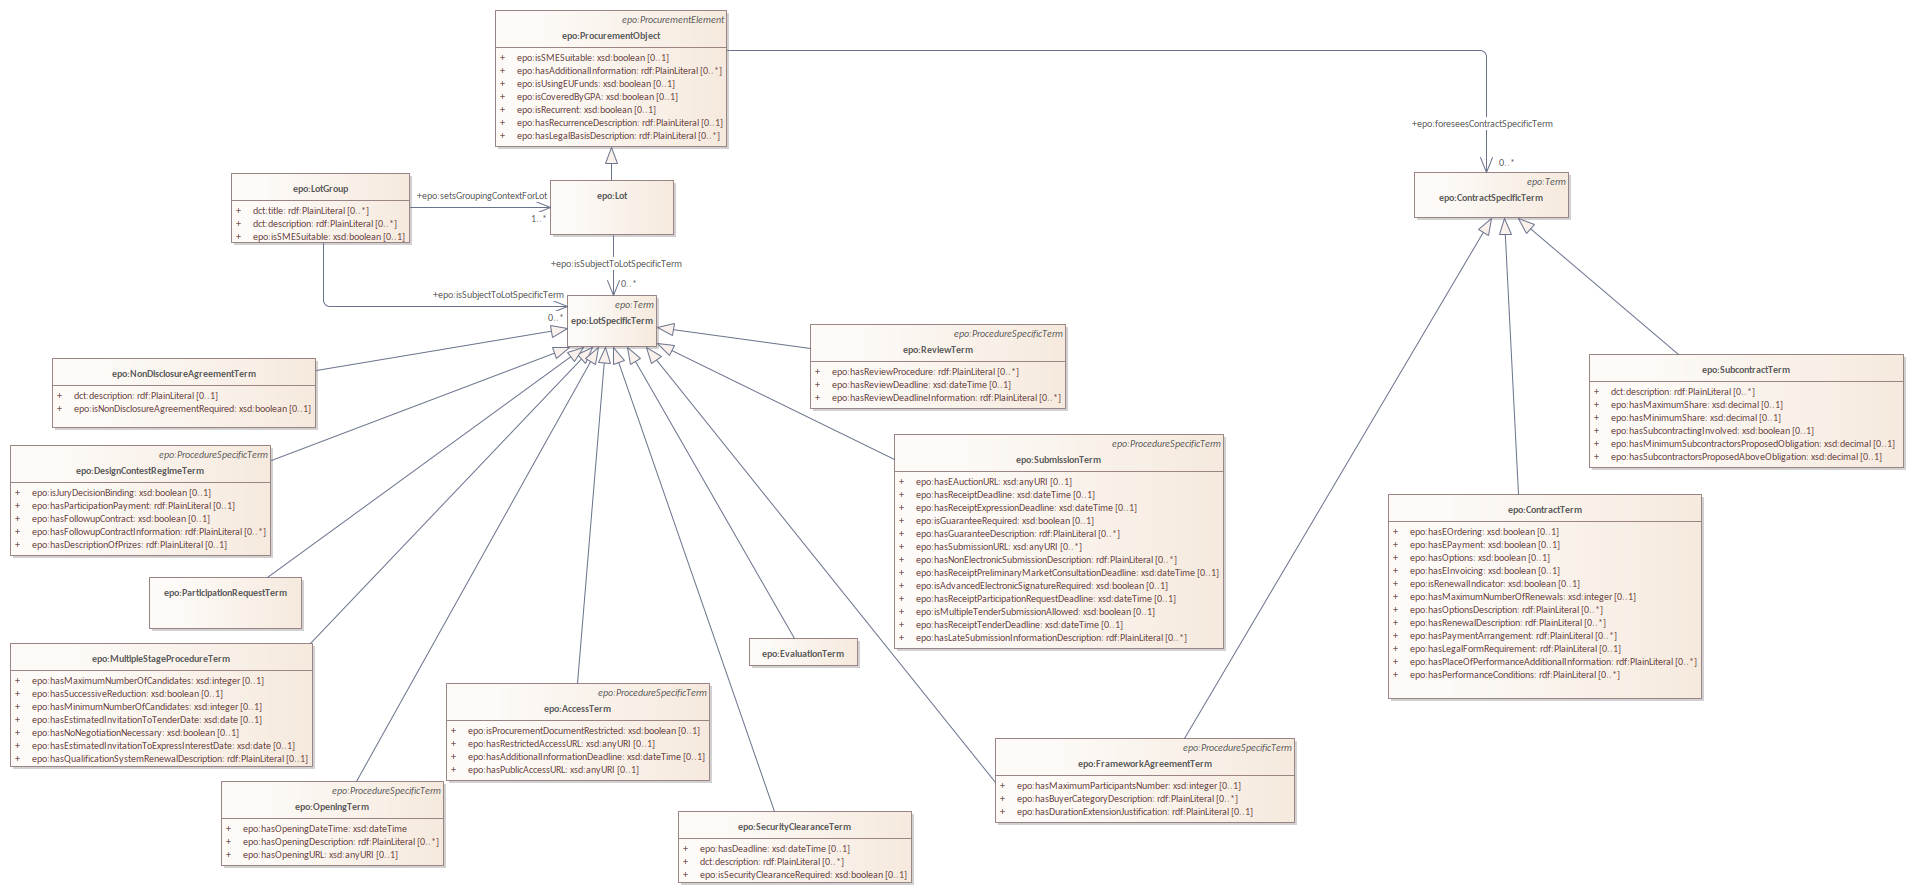 epo:ProcurementElement
epo:ProcurementObject
+ epo:isSMESuitable: xsd:boolean [0..1]
+ epo:hasAdditionalInformation: rdf:PlainLiteral [0..*]
+ epo:isUsingEUFunds: xsd:boolean [0..1]
+ epo:isCoveredByGPA: xsd:boolean [0..1]
+ epo:isRecurrent: xsd:boolean [0..1]
+ epo:hasRecurrenceDescription: rdf:PlainLiteral [0..1]
+ epo:hasLegalBasisDescription: rdf:PlainLiteral [0..*]
+epo:foreseesContractSpecificTerm
0..*
epo:Term
epo:ContractSpecificTerm
epo:LotGroup
+ dct:title: rdf:PlainLiteral [0..*]
+ dct:description: rdf:PlainLiteral [0..*]
+ epo:isSMESuitable: xsd:boolean [0..1]
+epo:setsGroupingContextForLot
1..*
epo:Lot
+epo:isSubjectToLotSpecificTerm
0..*
+epo:isSubjectToLotSpecificTerm
0..*
epo:Term
epo:LotSpecificTerm
epo:ProcedureSpecificTerm
epo:ReviewTerm
+ epo:hasReviewProcedure: rdf:PlainLiteral [0..*]
+ epo:hasReviewDeadline: xsd:dateTime [0..1]
+ epo:hasReviewDeadlineInformation: rdf:PlainLiteral [0..*]
epo:NonDisclosureAgreementTerm
+ dct:description: rdf:PlainLiteral [0..1]
+ epo:isNonDisclosureAgreementRequired: xsd:boolean [0..1]
epo:SubcontractTerm
+ dct:description: rdf:PlainLiteral [0..*]
+ epo:hasMaximumShare: xsd:decimal [0..1]
+ epo:hasMinimumShare: xsd:decimal [0..1]
+ epo:hasSubcontractingInvolved: xsd:boolean [0..1]
+ epo:hasMinimumSubcontractorsProposedObligation: xsd:decimal [0..1]
+ epo:hasSubcontractorsProposedAboveObligation: xsd:decimal [0..1]
epo:ProcedureSpecificTerm
epo:DesignContestRegimeTerm
+ epo:isJuryDecisionBinding: xsd:boolean [0..1]
+ epo:hasParticipationPayment: rdf:PlainLiteral [0..1]
+ epo:hasFollowupContract: xsd:boolean [0..1]
+ epo:hasFollowupContractInformation: rdf:PlainLiteral [0..*]
+ epo:hasDescriptionOfPrizes: rdf:PlainLiteral [0..1]
epo:ProcedureSpecificTerm
epo:SubmissionTerm
+ epo:hasEAuctionURL: xsd:anyURI [0..1]
+ epo:hasReceiptDeadline: xsd:dateTime [0..1]
+ epo:hasReceiptExpressionDeadline: xsd:dateTime [0..1]
+ epo:isGuaranteeRequired: xsd:boolean [0..1]
+ epo:hasGuaranteeDescription: rdf:PlainLiteral [0..*]
+ epo:hasSubmissionURL: xsd:anyURI [0..*]
+ epo:hasNonElectronicSubmissionDescription: rdf:PlainLiteral [0..*]
+ epo:hasReceiptPreliminaryMarketConsultationDeadline: xsd:dateTime [0..1]
+ epo:isAdvancedElectronicSignatureRequired: xsd:boolean [0..1]
+ epo:hasReceiptParticipationRequestDeadline: xsd:dateTime [0..1]
+ epo:isMultipleTenderSubmissionAllowed: xsd:boolean [0..1]
+ epo:hasReceiptTenderDeadline: xsd:dateTime [0..1]
+ epo:hasLateSubmissionInformationDescription: rdf:PlainLiteral [0..*]
epo:ContractTerm
+ epo:hasEOrdering: xsd:boolean [0..1]
+ epo:hasEPayment: xsd:boolean [0..1]
+ epo:hasOptions: xsd:boolean [0..1]
+ epo:hasEInvoicing: xsd:boolean [0..1]
+ epo:isRenewalIndicator: xsd:boolean [0..1]
+ epo:hasMaximumNumberOfRenewals: xsd:integer [0..1]
+ epo:hasOptionsDescription: rdf:PlainLiteral [0..*]
+ epo:hasRenewalDescription: rdf:PlainLiteral [0..*]
+ epo:hasPaymentArrangement: rdf:PlainLiteral [0..*]
+ epo:hasLegalFormRequirement: rdf:PlainLiteral [0..1]
+ epo:hasPlaceOfPerformanceAdditionalInformation: rdf:PlainLiteral [0..*]
+ epo:hasPerformanceConditions: rdf:PlainLiteral [0..*]
epo:ParticipationRequestTerm
epo:MultipleStageProcedureTerm
+ epo:hasMaximumNumberOfCandidates: xsd:integer [0..1]
+ epo:hasSuccessiveReduction: xsd:boolean [0..1]
+ epo:hasMinimumNumberOfCandidates: xsd:integer [0..1]
+ epo:hasEstimatedInvitationToTenderDate: xsd:date [0..1]
+ epo:hasNoNegotiationNecessary: xsd:boolean [0..1]
+ epo:hasEstimatedInvitationToExpressInterestDate: xsd:date [0..1]
+ epo:hasQualificationSystemRenewalDescription: rdf:PlainLiteral [0..1]
epo:EvaluationTerm
epo:ProcedureSpecificTerm
epo:AccessTerm
+ epo:isProcurementDocumentRestricted: xsd:boolean [0..1]
+ epo:hasRestrictedAccessURL: xsd:anyURI [0..1]
+ epo:hasAdditionalInformationDeadline: xsd:dateTime [0..1]
+ epo:hasPublicAccessURL: xsd:anyURI [0..1]
epo:ProcedureSpecificTerm
epo:FrameworkAgreementTerm
+ epo:hasMaximumParticipantsNumber: xsd:integer [0..1]
+ epo:hasBuyerCategoryDescription: rdf:PlainLiteral [0..*]
+ epo:hasDurationExtensionJustification: rdf:PlainLiteral [0..1]
epo:ProcedureSpecificTerm
epo:OpeningTerm
+ epo:hasOpeningDateTime: xsd:dateTime
+ epo:hasOpeningDescription: rdf:PlainLiteral [0..*]
+ epo:hasOpeningURL: xsd:anyURI [0..1]
epo:SecurityClearanceTerm
+ epo:hasDeadline: xsd:dateTime [0..1]
+ dct:description: rdf:PlainLiteral [0..*]
+ epo:isSecurityClearanceRequired: xsd:boolean [0..1]